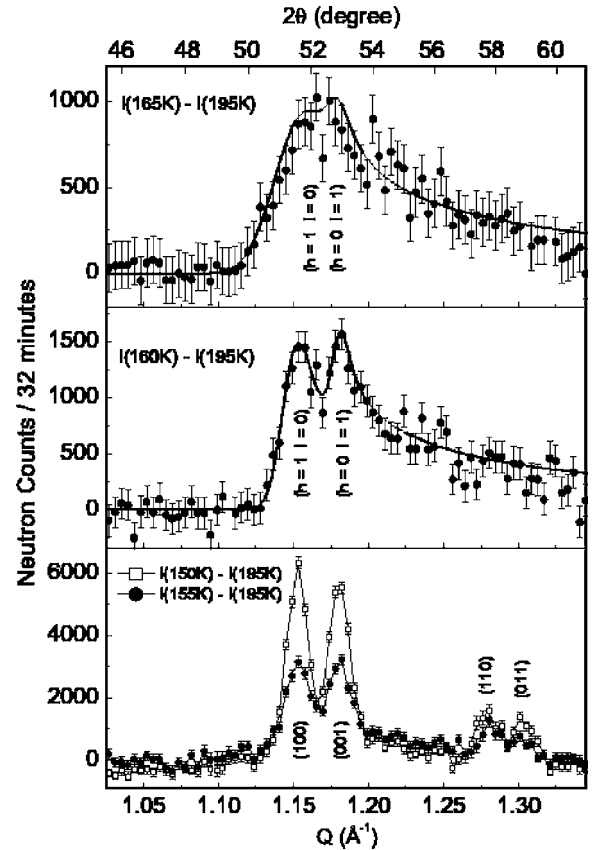 2θ (degree)
46 48 50 52 54 56 58 60
I(165K) - I(195K)
1000
500
0
(h = 1 l = 0)
(h = 0 l = 1)
I(160K) - I(195K)
1500
1000
500
0
(h = 1 l = 0)
(h = 0 l = 1)
Neutron Counts / 32 minutes
I(150K) - I(195K)
I(155K) - I(195K)
6000
4000
2000
0
(100)
(001)
(110)
(011)
1.05 1.10 1.15 1.20 1.25 1.30
Q (Å⁻¹)